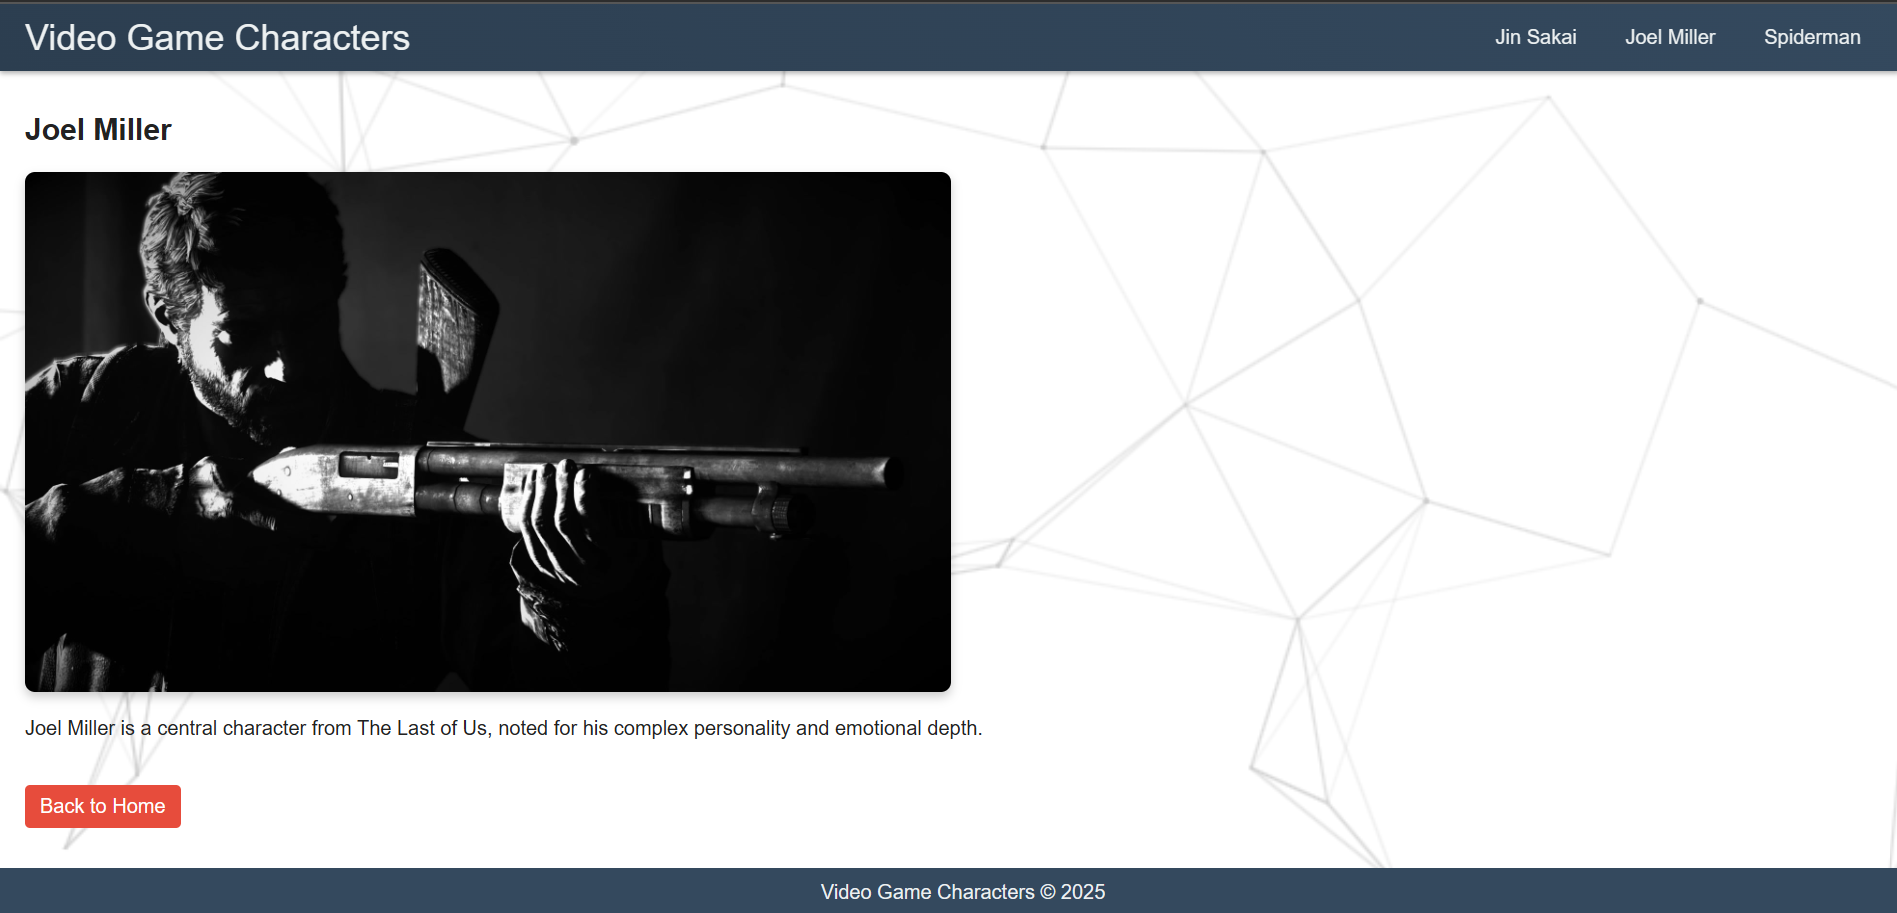 Video Game Characters
Jin Sakai
Joel Miller
Spiderman
Joel Miller
Joel Miller is a central character from The Last of Us, noted for his complex personality and emotional depth.
Back to Home
Video Game Characters © 2025